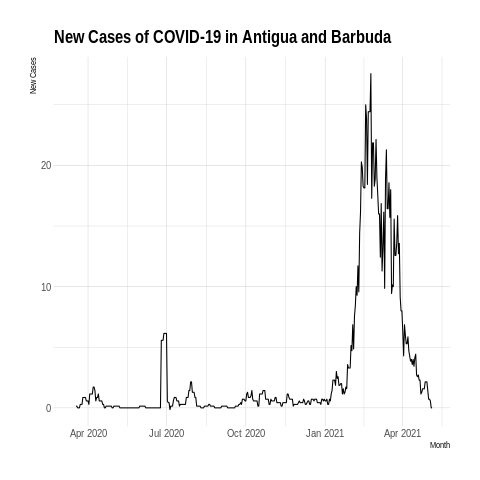 New Cases of COVID-19 in Antigua and Barbuda
New Cases
20
10
0
Apr 2020 Jul 2020 Oct 2020 Jan 2021 Apr 2021
Month